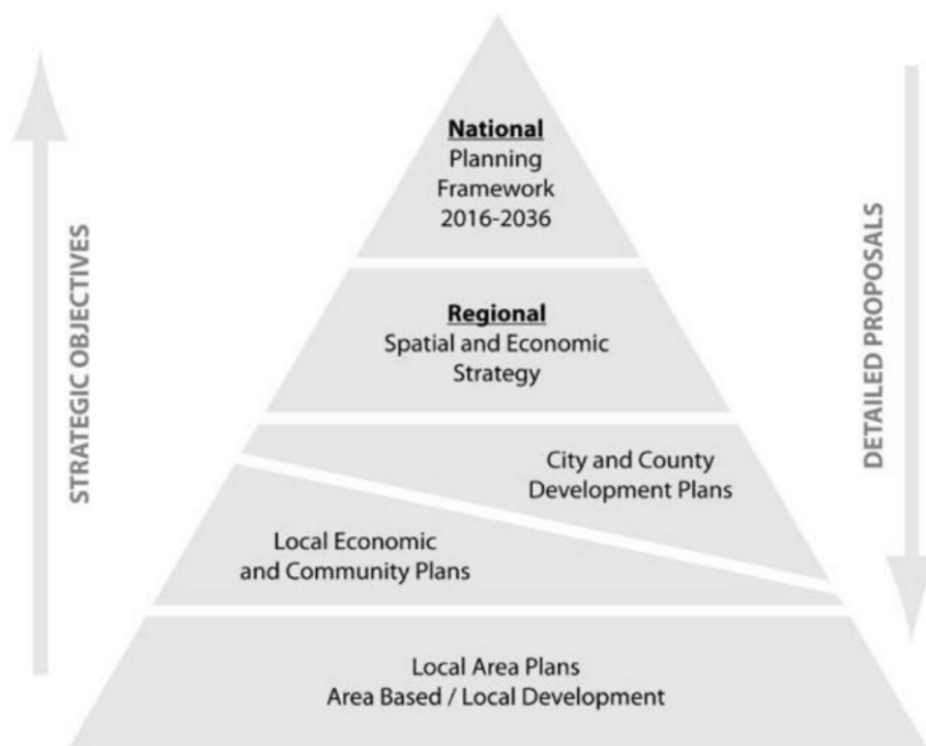 National
Planning
Framework
2016-2036
Regional
Spatial and Economic
Strategy
City and County
Development Plans
Local Economic
and Community Plans
Local Area Plans
Area Based / Local Development
STRATEGIC OBJECTIVES
DETAILED PROPOSALS